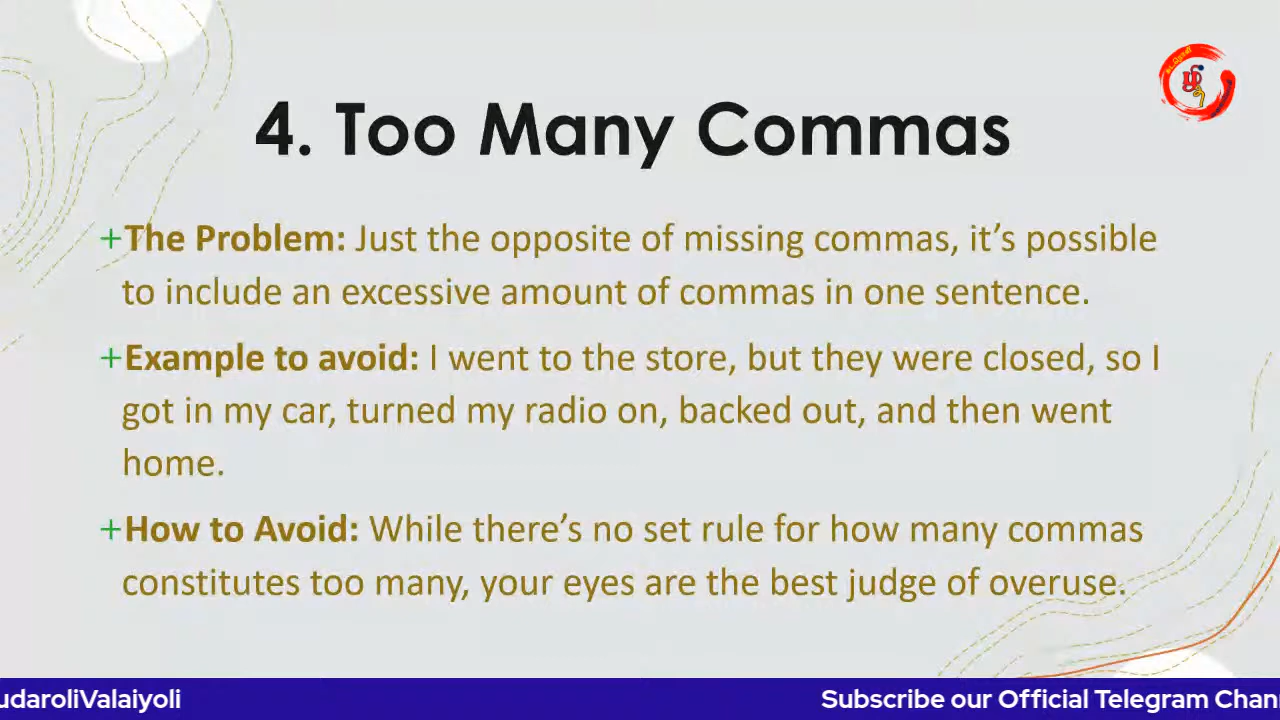 4. Too Many Commas
+The Problem: Just the opposite of missing commas, it’s possible
to include an excessive amount of commas in one sentence.
+Example to avoid: I went to the store, but they were closed, so I
got in my car, turned my radio on, backed out, and then went
home.
+How to Avoid: While there’s no set rule for how many commas
constitutes too many, your eyes are the best judge of overuse.
udaroliValaiyoli Subscribe our Official Telegram Chan